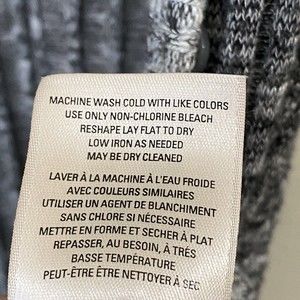 MACHINE WASH COLD WITH LIKE COLORS
USE ONLY NON-CHLORINE BLEACH
RESHAPE LAY FLAT TO DRY
LOW IRON AS NEEDED
MAY BE DRY CLEANED
LAVER À LA MACHINE À L'EAU FROIDE
AVEC COULEURS SIMILAIRES
UTILISER UN AGENT DE BLANCHIMENT
SANS CHLORE SI NÉCESSAIRE
METTRE EN FORME ET SECHER À PLAT
REPASSER, AU BESOIN, À TRÉS
BASSE TEMPÉRATURE
PEUT-ÊTRE ÊTRE NETTOYER À SEC